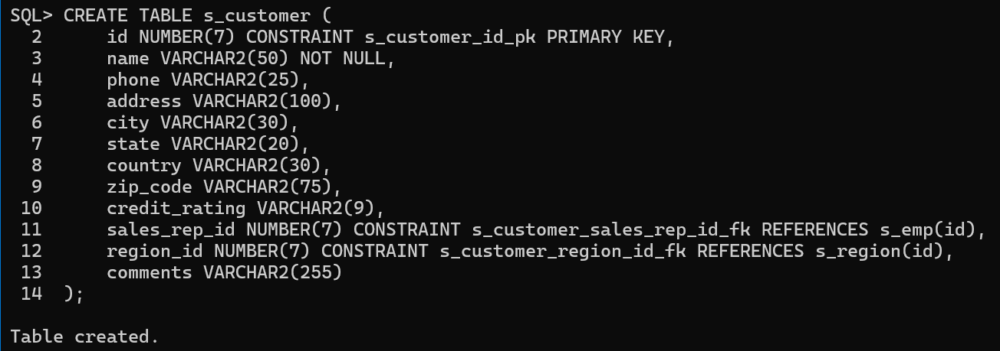 SQL> CREATE TABLE s_customer (
  2      id NUMBER(7) CONSTRAINT s_customer_id_pk PRIMARY KEY,
  3      name VARCHAR2(50) NOT NULL,
  4      phone VARCHAR2(25),
  5      address VARCHAR2(100),
  6      city VARCHAR2(30),
  7      state VARCHAR2(20),
  8      country VARCHAR2(30),
  9      zip_code VARCHAR2(75),
 10      credit_rating VARCHAR2(9),
 11      sales_rep_id NUMBER(7) CONSTRAINT s_customer_sales_rep_id_fk REFERENCES s_emp(id),
 12      region_id NUMBER(7) CONSTRAINT s_customer_region_id_fk REFERENCES s_region(id),
 13      comments VARCHAR2(255)
 14  );
Table created.